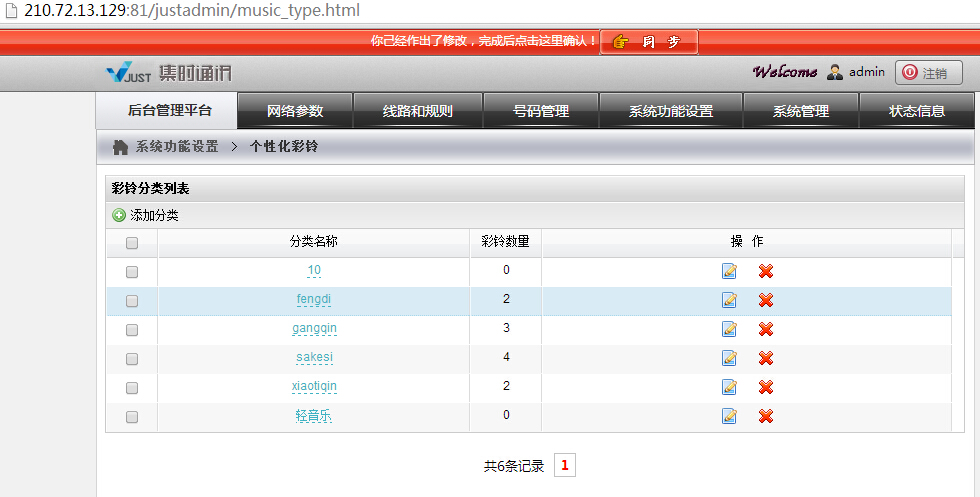 210.72.13.129:81/justadmin/music_type.html
你已经作出了修改，完成后点击这里确认！ 同 步
JUST 集时通讯 Welcome admin 注销
后台管理平台 网络参数 线路和规则 号码管理 系统功能设置 系统管理 状态信息
系统功能设置 > 个性化彩铃
彩铃分类列表
添加分类
分类名称 彩铃数量 操 作
10 0
fengdi 2
gangqin 3
sakesi 4
xiaotiqin 2
轻音乐 0
共6条记录 1